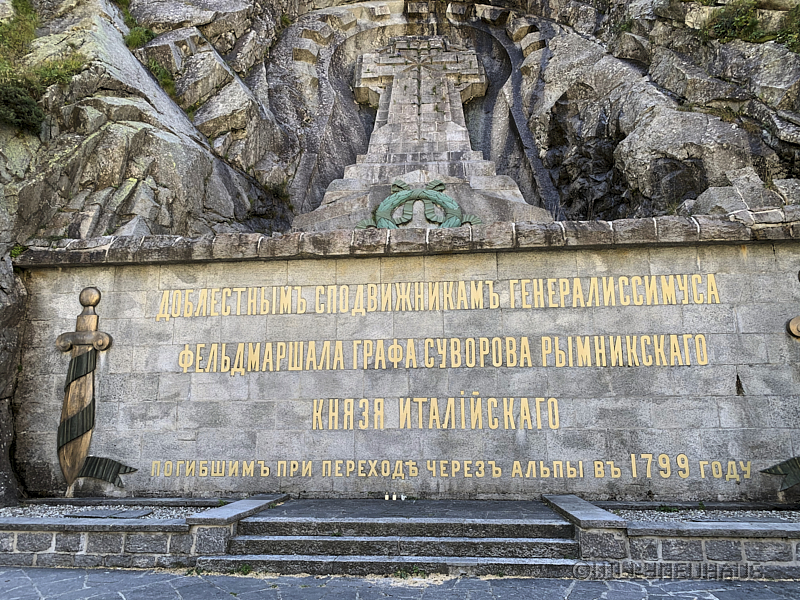 ДОБЛЕСТНЫМЪ СПОДВИЖНИКАМЪ ГЕНЕРАЛИССИМУСА
ФЕЛЬДМАРШАЛА ГРАФА СУВОРОВА РЫМНИКСКАГО
КНЯЗЯ ИТАЛІЙСКАГО
ПОГИБШИМЪ ПРИ ПЕРЕХОДѢ ЧЕРЕЗЪ АЛЬПЫ ВЪ 1799 ГОДУ